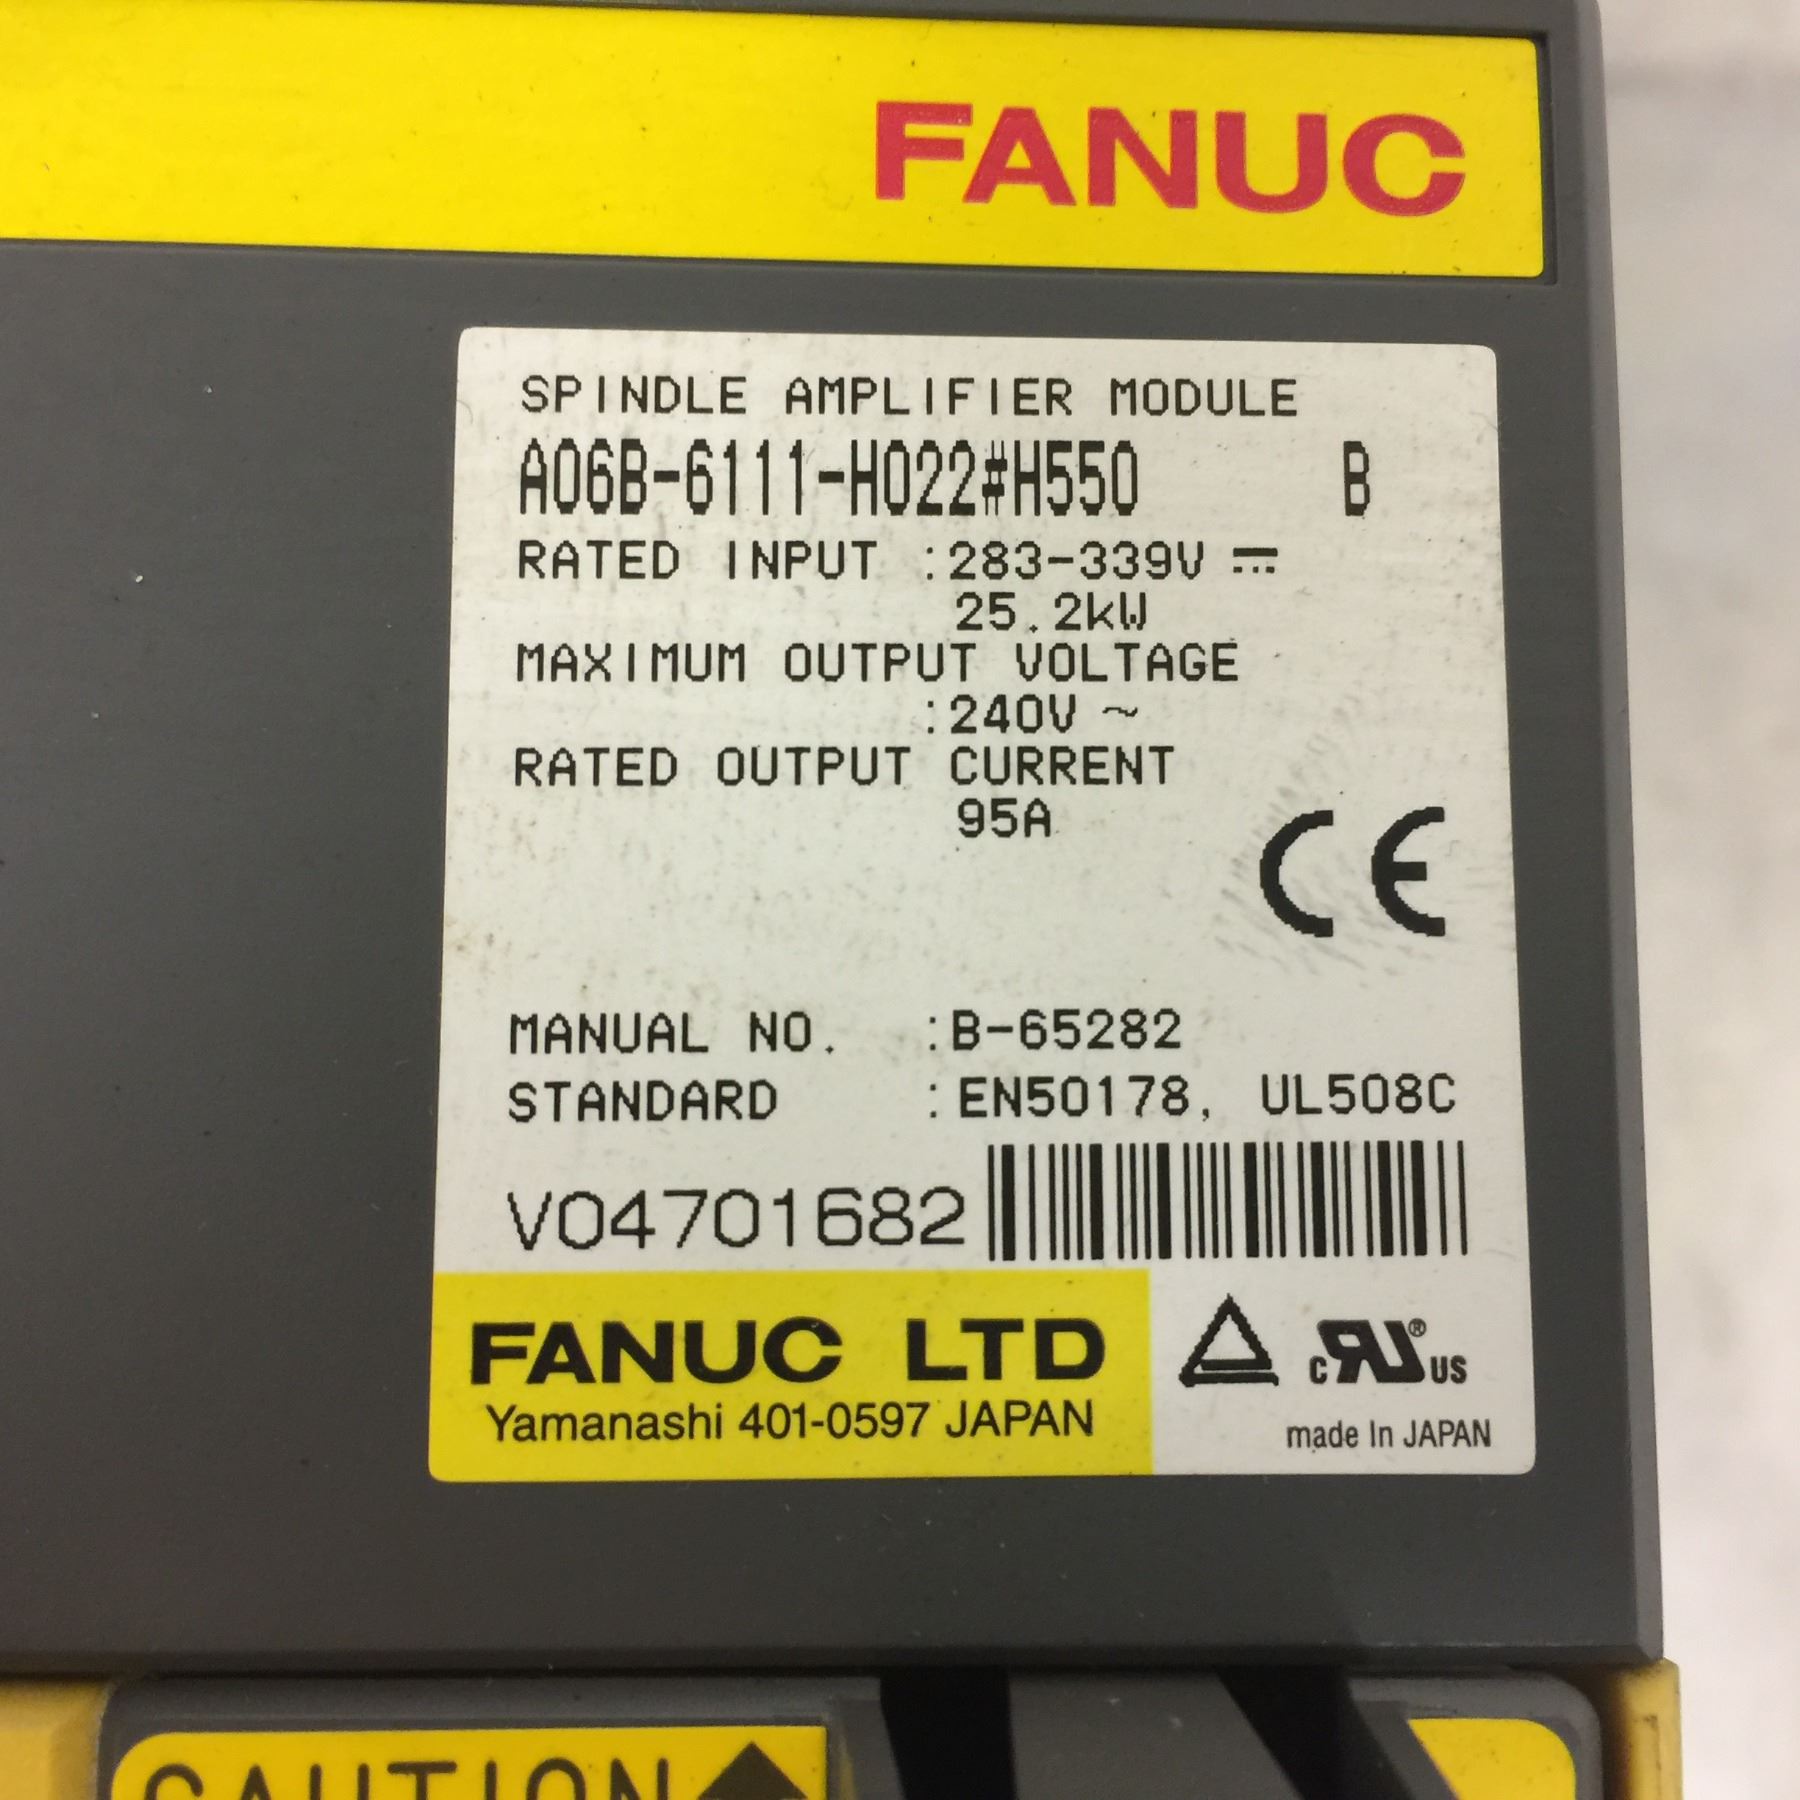 FANUC
SPINDLE AMPLIFIER MODULE
A06B-6111-H022#H550 B
RATED INPUT :283-339V ⎓
25.2kW
MAXIMUM OUTPUT VOLTAGE
:240V ~
RATED OUTPUT CURRENT
95A
CE
MANUAL NO. :B-65282
STANDARD :EN50178, UL508C
V04701682
FANUC LTD
Yamanashi 401-0597 JAPAN
c RU ® US
made In JAPAN
CAUTION